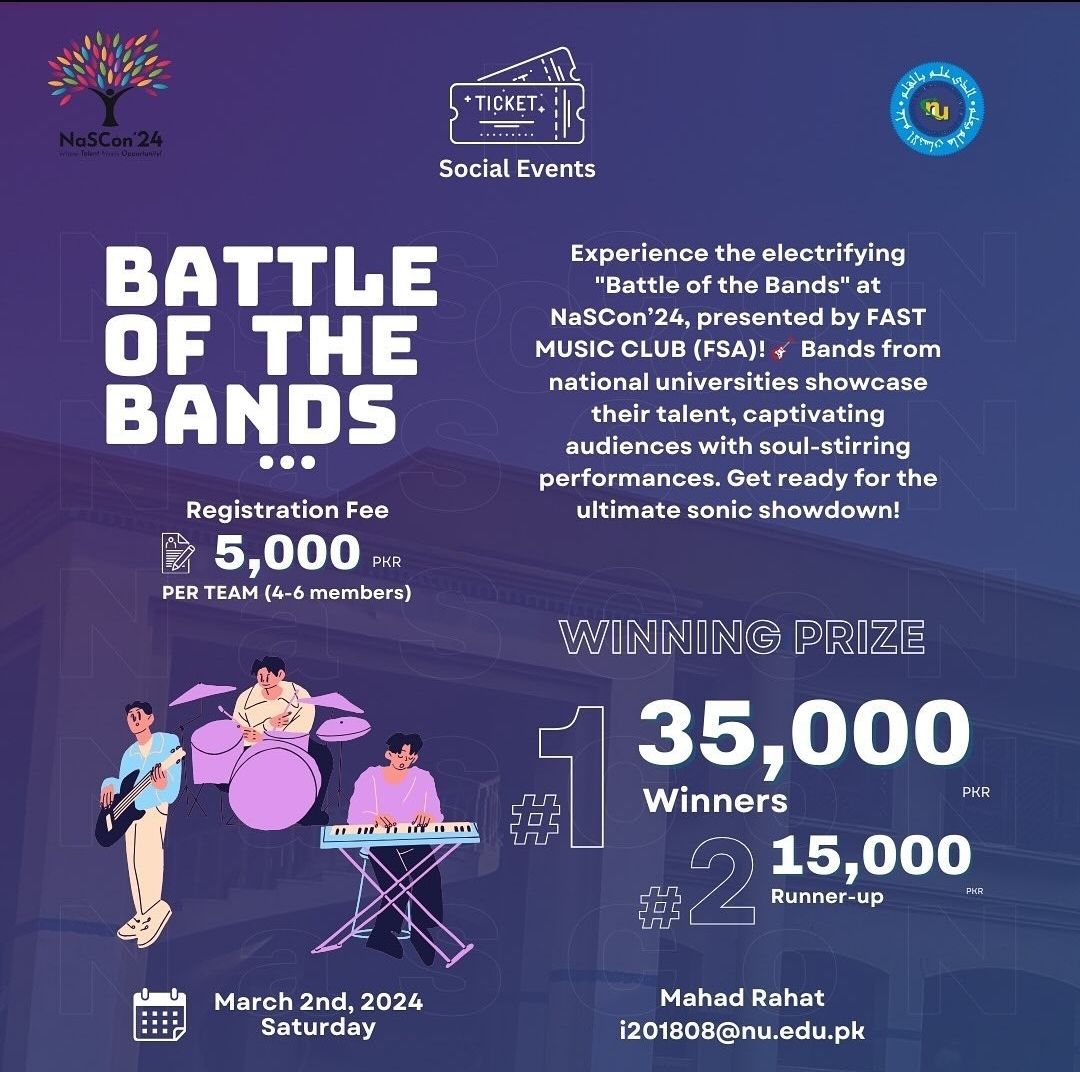 NaSCon'24
Where Talent Meets Opportunity!
TICKET
Social Events
nu
BATTLE
OF THE
BANDS
Experience the electrifying
"Battle of the Bands" at
NaSCon’24, presented by FAST
MUSIC CLUB (FSA)!🎸 Bands from
national universities showcase
their talent, captivating
audiences with soul-stirring
performances. Get ready for the
ultimate sonic showdown!
Registration Fee
5,000 PKR
PER TEAM (4-6 members)
WINNING PRIZE
#1
35,000
Winners
PKR
#2
15,000
Runner-up
PKR
March 2nd, 2024
Saturday
Mahad Rahat
i201808@nu.edu.pk